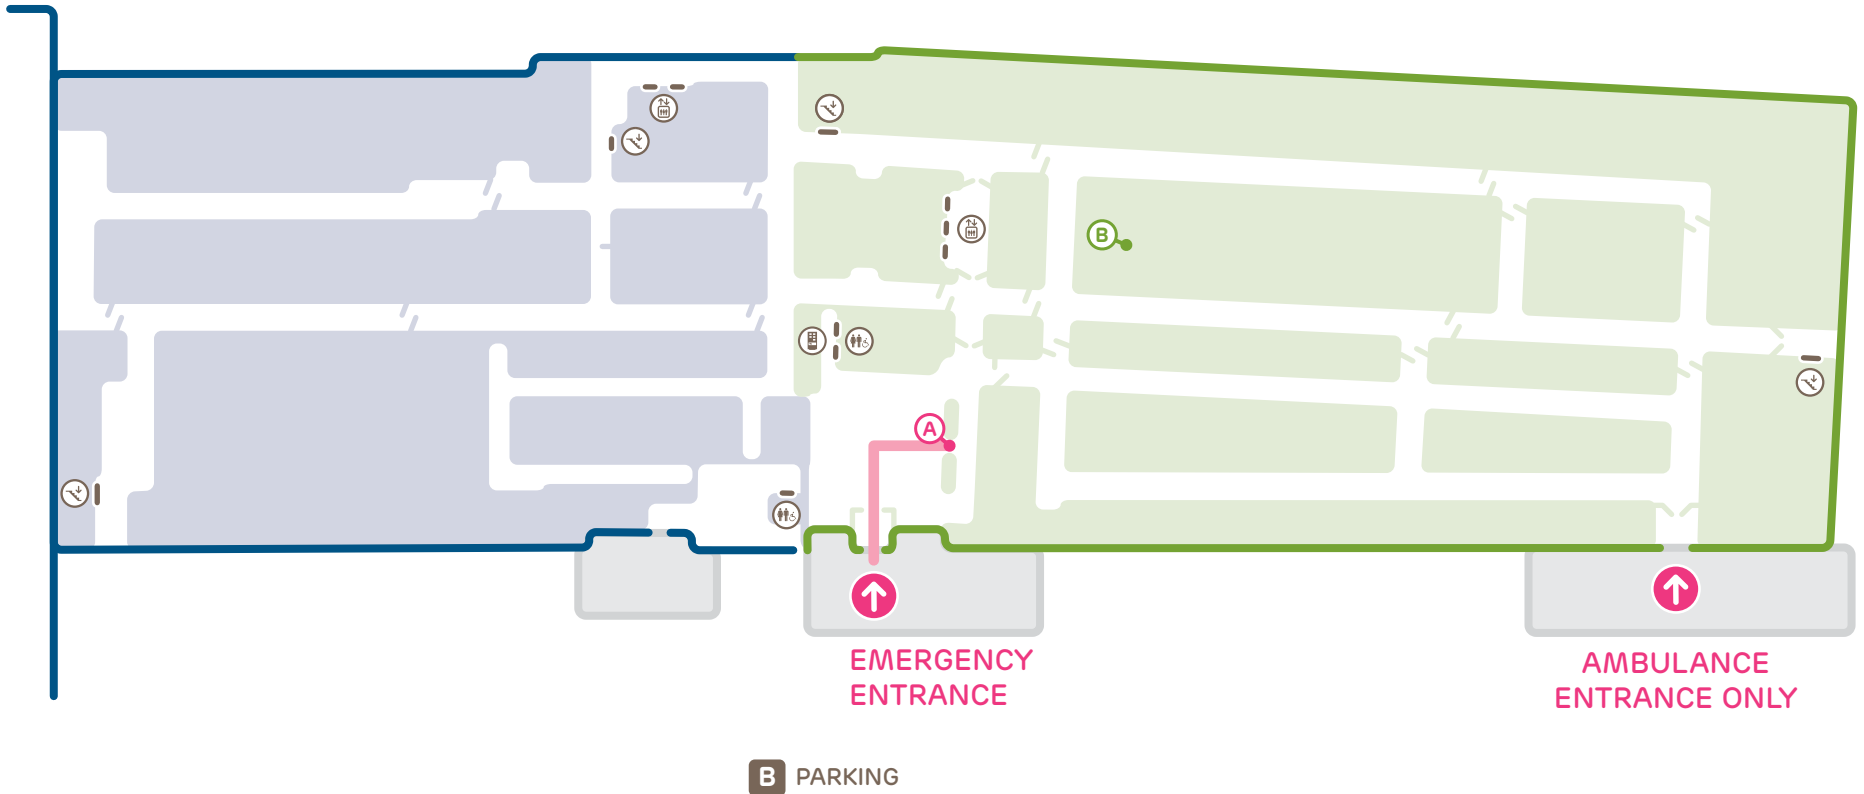 B
A
EMERGENCY
ENTRANCE
AMBULANCE
ENTRANCE ONLY
B PARKING